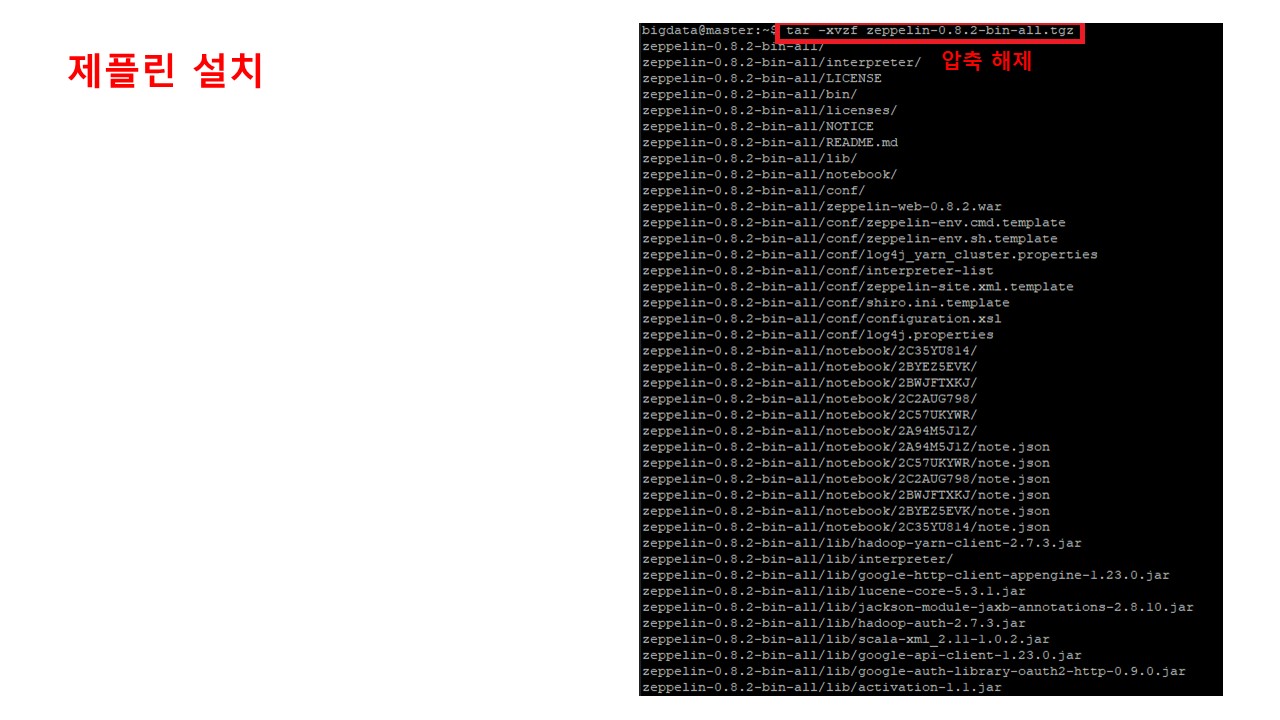 제플린 설치
bigdata@master:~$ tar -xvzf zeppelin-0.8.2-bin-all.tgz
zeppelin-0.8.2-bin-all/
압축 해제
zeppelin-0.8.2-bin-all/interpreter/
zeppelin-0.8.2-bin-all/LICENSE
zeppelin-0.8.2-bin-all/bin/
zeppelin-0.8.2-bin-all/licenses/
zeppelin-0.8.2-bin-all/NOTICE
zeppelin-0.8.2-bin-all/README.md
zeppelin-0.8.2-bin-all/lib/
zeppelin-0.8.2-bin-all/notebook/
zeppelin-0.8.2-bin-all/conf/
zeppelin-0.8.2-bin-all/zeppelin-web-0.8.2.war
zeppelin-0.8.2-bin-all/conf/zeppelin-env.cmd.template
zeppelin-0.8.2-bin-all/conf/zeppelin-env.sh.template
zeppelin-0.8.2-bin-all/conf/log4j_yarn_cluster.properties
zeppelin-0.8.2-bin-all/conf/interpreter-list
zeppelin-0.8.2-bin-all/conf/zeppelin-site.xml.template
zeppelin-0.8.2-bin-all/conf/shiro.ini.template
zeppelin-0.8.2-bin-all/conf/configuration.xsl
zeppelin-0.8.2-bin-all/conf/log4j.properties
zeppelin-0.8.2-bin-all/notebook/2C35YU814/
zeppelin-0.8.2-bin-all/notebook/2BYEZ5EVK/
zeppelin-0.8.2-bin-all/notebook/2BWJFTXKJ/
zeppelin-0.8.2-bin-all/notebook/2C2AUG798/
zeppelin-0.8.2-bin-all/notebook/2C57UKYWR/
zeppelin-0.8.2-bin-all/notebook/2A94M5J1Z/
zeppelin-0.8.2-bin-all/notebook/2A94M5J1Z/note.json
zeppelin-0.8.2-bin-all/notebook/2C57UKYWR/note.json
zeppelin-0.8.2-bin-all/notebook/2C2AUG798/note.json
zeppelin-0.8.2-bin-all/notebook/2BWJFTXKJ/note.json
zeppelin-0.8.2-bin-all/notebook/2BYEZ5EVK/note.json
zeppelin-0.8.2-bin-all/notebook/2C35YU814/note.json
zeppelin-0.8.2-bin-all/lib/hadoop-yarn-client-2.7.3.jar
zeppelin-0.8.2-bin-all/lib/interpreter/
zeppelin-0.8.2-bin-all/lib/google-http-client-appengine-1.23.0.jar
zeppelin-0.8.2-bin-all/lib/lucene-core-5.3.1.jar
zeppelin-0.8.2-bin-all/lib/jackson-module-jaxb-annotations-2.8.10.jar
zeppelin-0.8.2-bin-all/lib/hadoop-auth-2.7.3.jar
zeppelin-0.8.2-bin-all/lib/scala-xml_2.11-1.0.2.jar
zeppelin-0.8.2-bin-all/lib/google-api-client-1.23.0.jar
zeppelin-0.8.2-bin-all/lib/google-auth-library-oauth2-http-0.9.0.jar
zeppelin-0.8.2-bin-all/lib/activation-1.1.jar